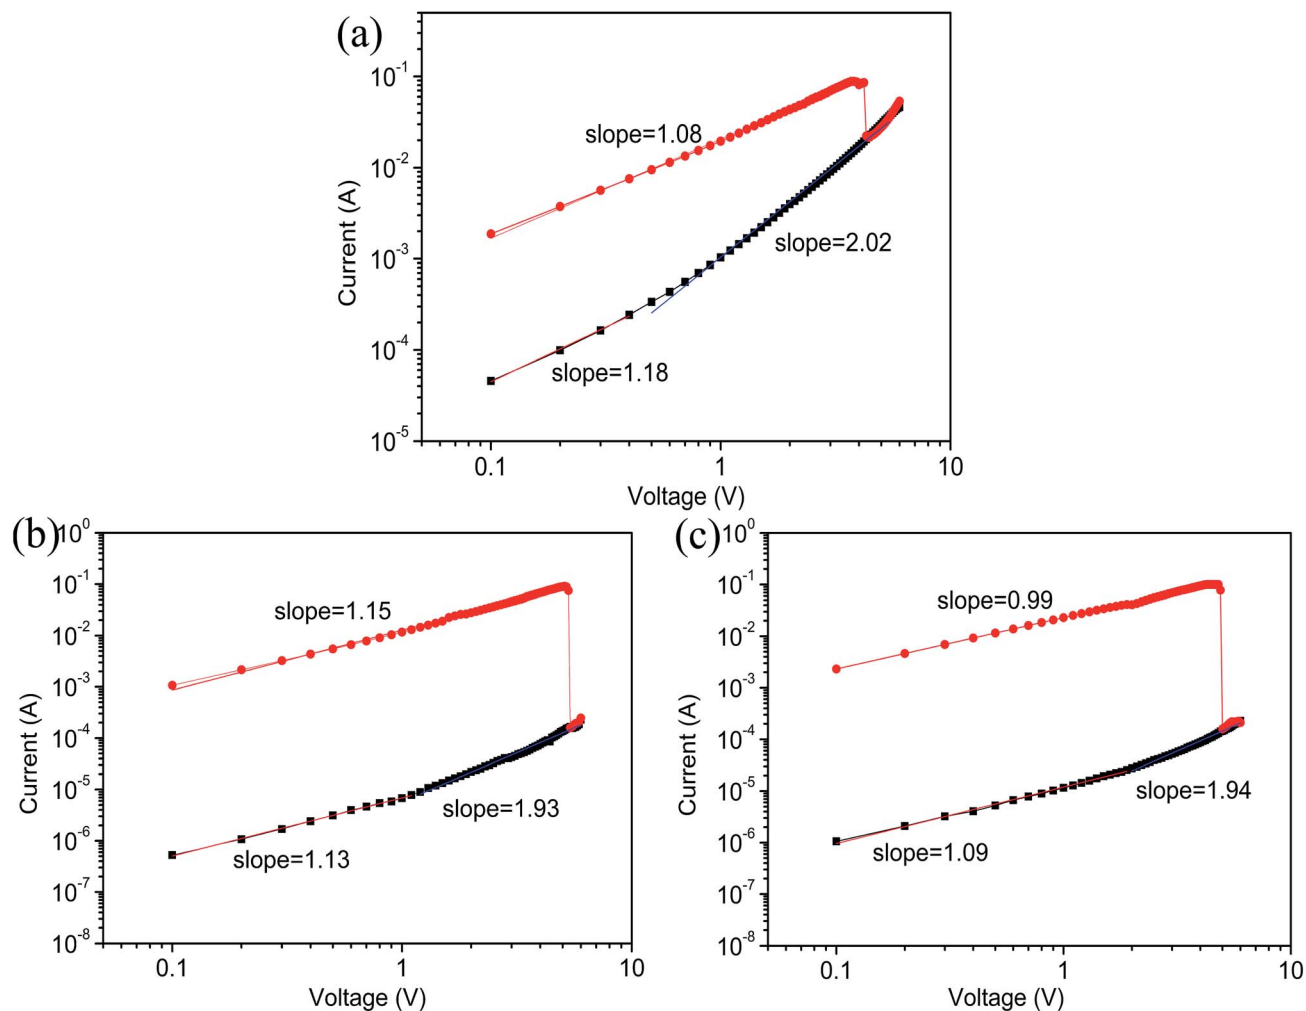 (a)
10⁻¹
10⁻²
10⁻³
10⁻⁴
10⁻⁵
Current (A)
slope=1.08
slope=2.02
slope=1.18
0.1
1
10
Voltage (V)
(b)
10⁰
10⁻¹
10⁻²
10⁻³
10⁻⁴
10⁻⁵
10⁻⁶
10⁻⁷
10⁻⁸
Current (A)
slope=1.15
slope=1.93
slope=1.13
0.1
1
10
Voltage (V)
(c)
10⁰
10⁻¹
10⁻²
10⁻³
10⁻⁴
10⁻⁵
10⁻⁶
10⁻⁷
10⁻⁸
Current (A)
slope=0.99
slope=1.94
slope=1.09
0.1
1
10
Voltage (V)